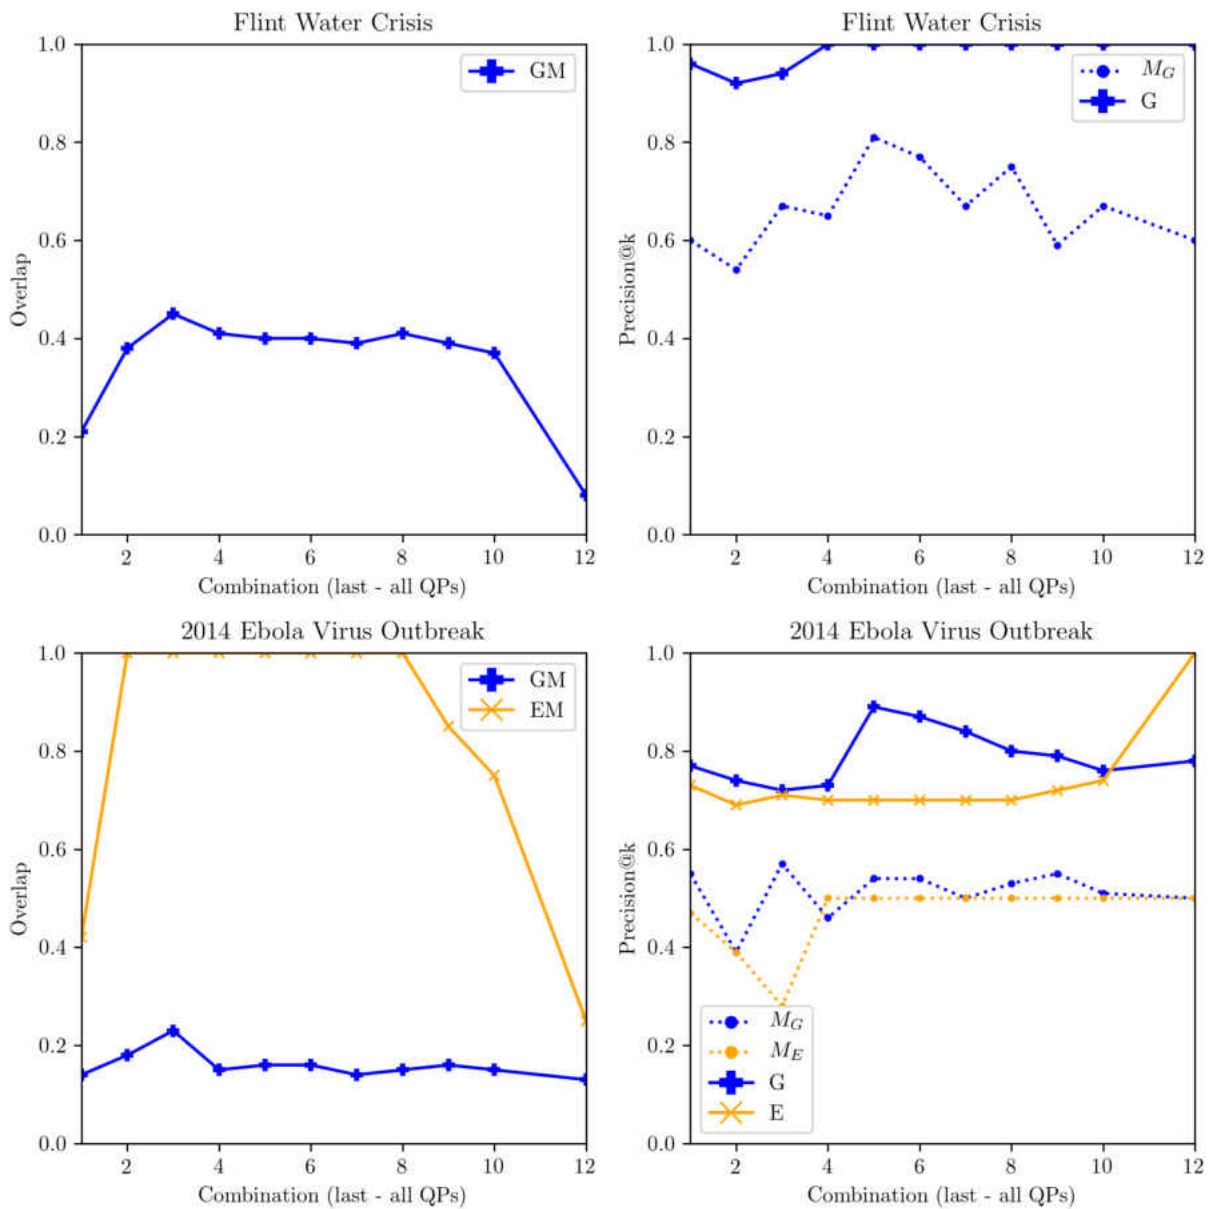 Flint Water Crisis
1.0
0.8
0.6
0.4
0.2
0.0
Overlap
GM
2 4 6 8 10 12
Combination (last - all QPs)
Flint Water Crisis
1.0
0.8
0.6
0.4
0.2
0.0
Precision@k
M_G
G
2 4 6 8 10 12
Combination (last - all QPs)
2014 Ebola Virus Outbreak
1.0
0.8
0.6
0.4
0.2
0.0
Overlap
GM
EM
2 4 6 8 10 12
Combination (last - all QPs)
2014 Ebola Virus Outbreak
1.0
0.8
0.6
0.4
0.2
0.0
Precision@k
M_G
M_E
G
E
2 4 6 8 10 12
Combination (last - all QPs)